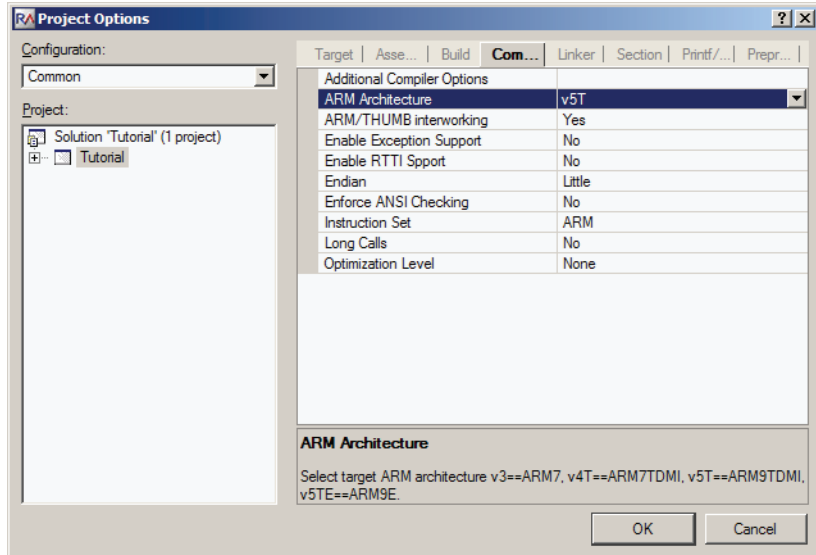 RA Project Options
Configuration:
Common
Project:
Solution 'Tutorial' (1 project)
Tutorial
Target | Asse... | Build Com... Linker | Section | Printf/... | Prepr... |
Additional Compiler Options
ARM Architecture v5T
ARM/THUMB interworking Yes
Enable Exception Support No
Enable RTTI Spport No
Endian Little
Enforce ANSI Checking No
Instruction Set ARM
Long Calls No
Optimization Level None
ARM Architecture
Select target ARM architecture v3==ARM7, v4T==ARM7TDMI, v5T==ARM9TDMI,
v5TE==ARM9E.
OK Cancel